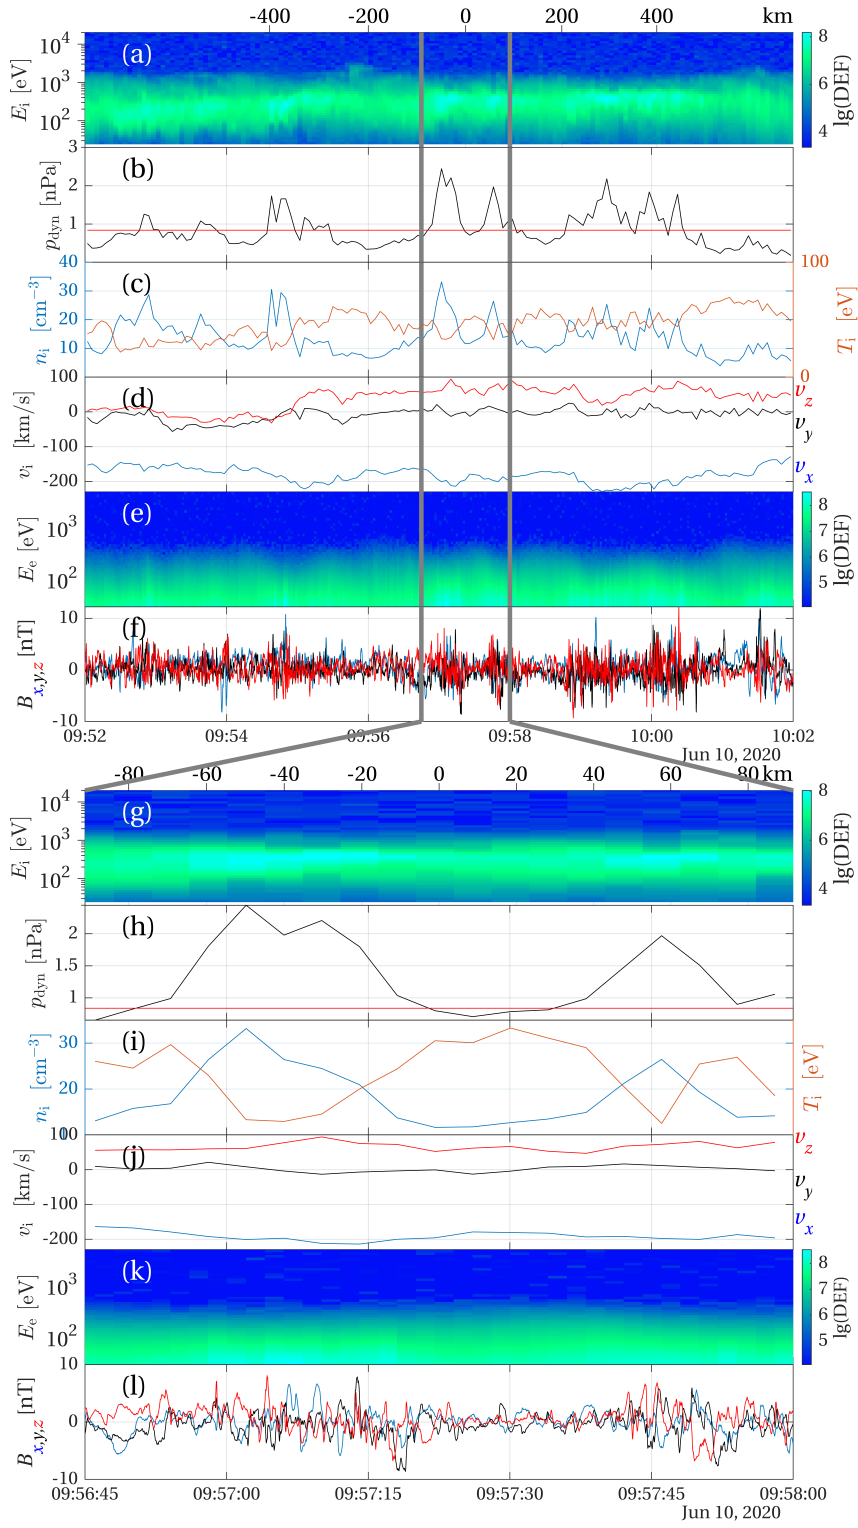 -400 -200 0 200 400 km
(a)
10^4
10^3
10^2
E_i [eV]
8
6
4
lg(DEF)
(b)
3
2
1
p_dyn [nPa]
(c)
40
30
20
10
n_i [cm^−3]
100
0
T_i [eV]
(d)
100
0
-100
-200
v_i [km/s]
v_z
v_y
v_x
(e)
10^3
10^2
E_e [eV]
8
6
5
lg(DEF)
(f)
10
0
-10
B_x,y,z [nT]
09:52 09:54 09:56 09:58 10:00 10:02
Jun 10, 2020
-80 -60 -40 -20 0 20 40 60 80 km
(g)
10^4
10^3
10^2
E_i [eV]
8
6
4
lg(DEF)
(h)
2
1.5
1
p_dyn [nPa]
(i)
30
20
10
n_i [cm^−3]
T_i [eV]
(j)
100
0
-100
-200
v_i [km/s]
v_z
v_y
v_x
(k)
10^3
10^2
E_e [eV]
8
6
5
lg(DEF)
(l)
10
0
-10
B_x,y,z [nT]
09:56:45 09:57:00 09:57:15 09:57:30 09:57:45 09:58:00
Jun 10, 2020